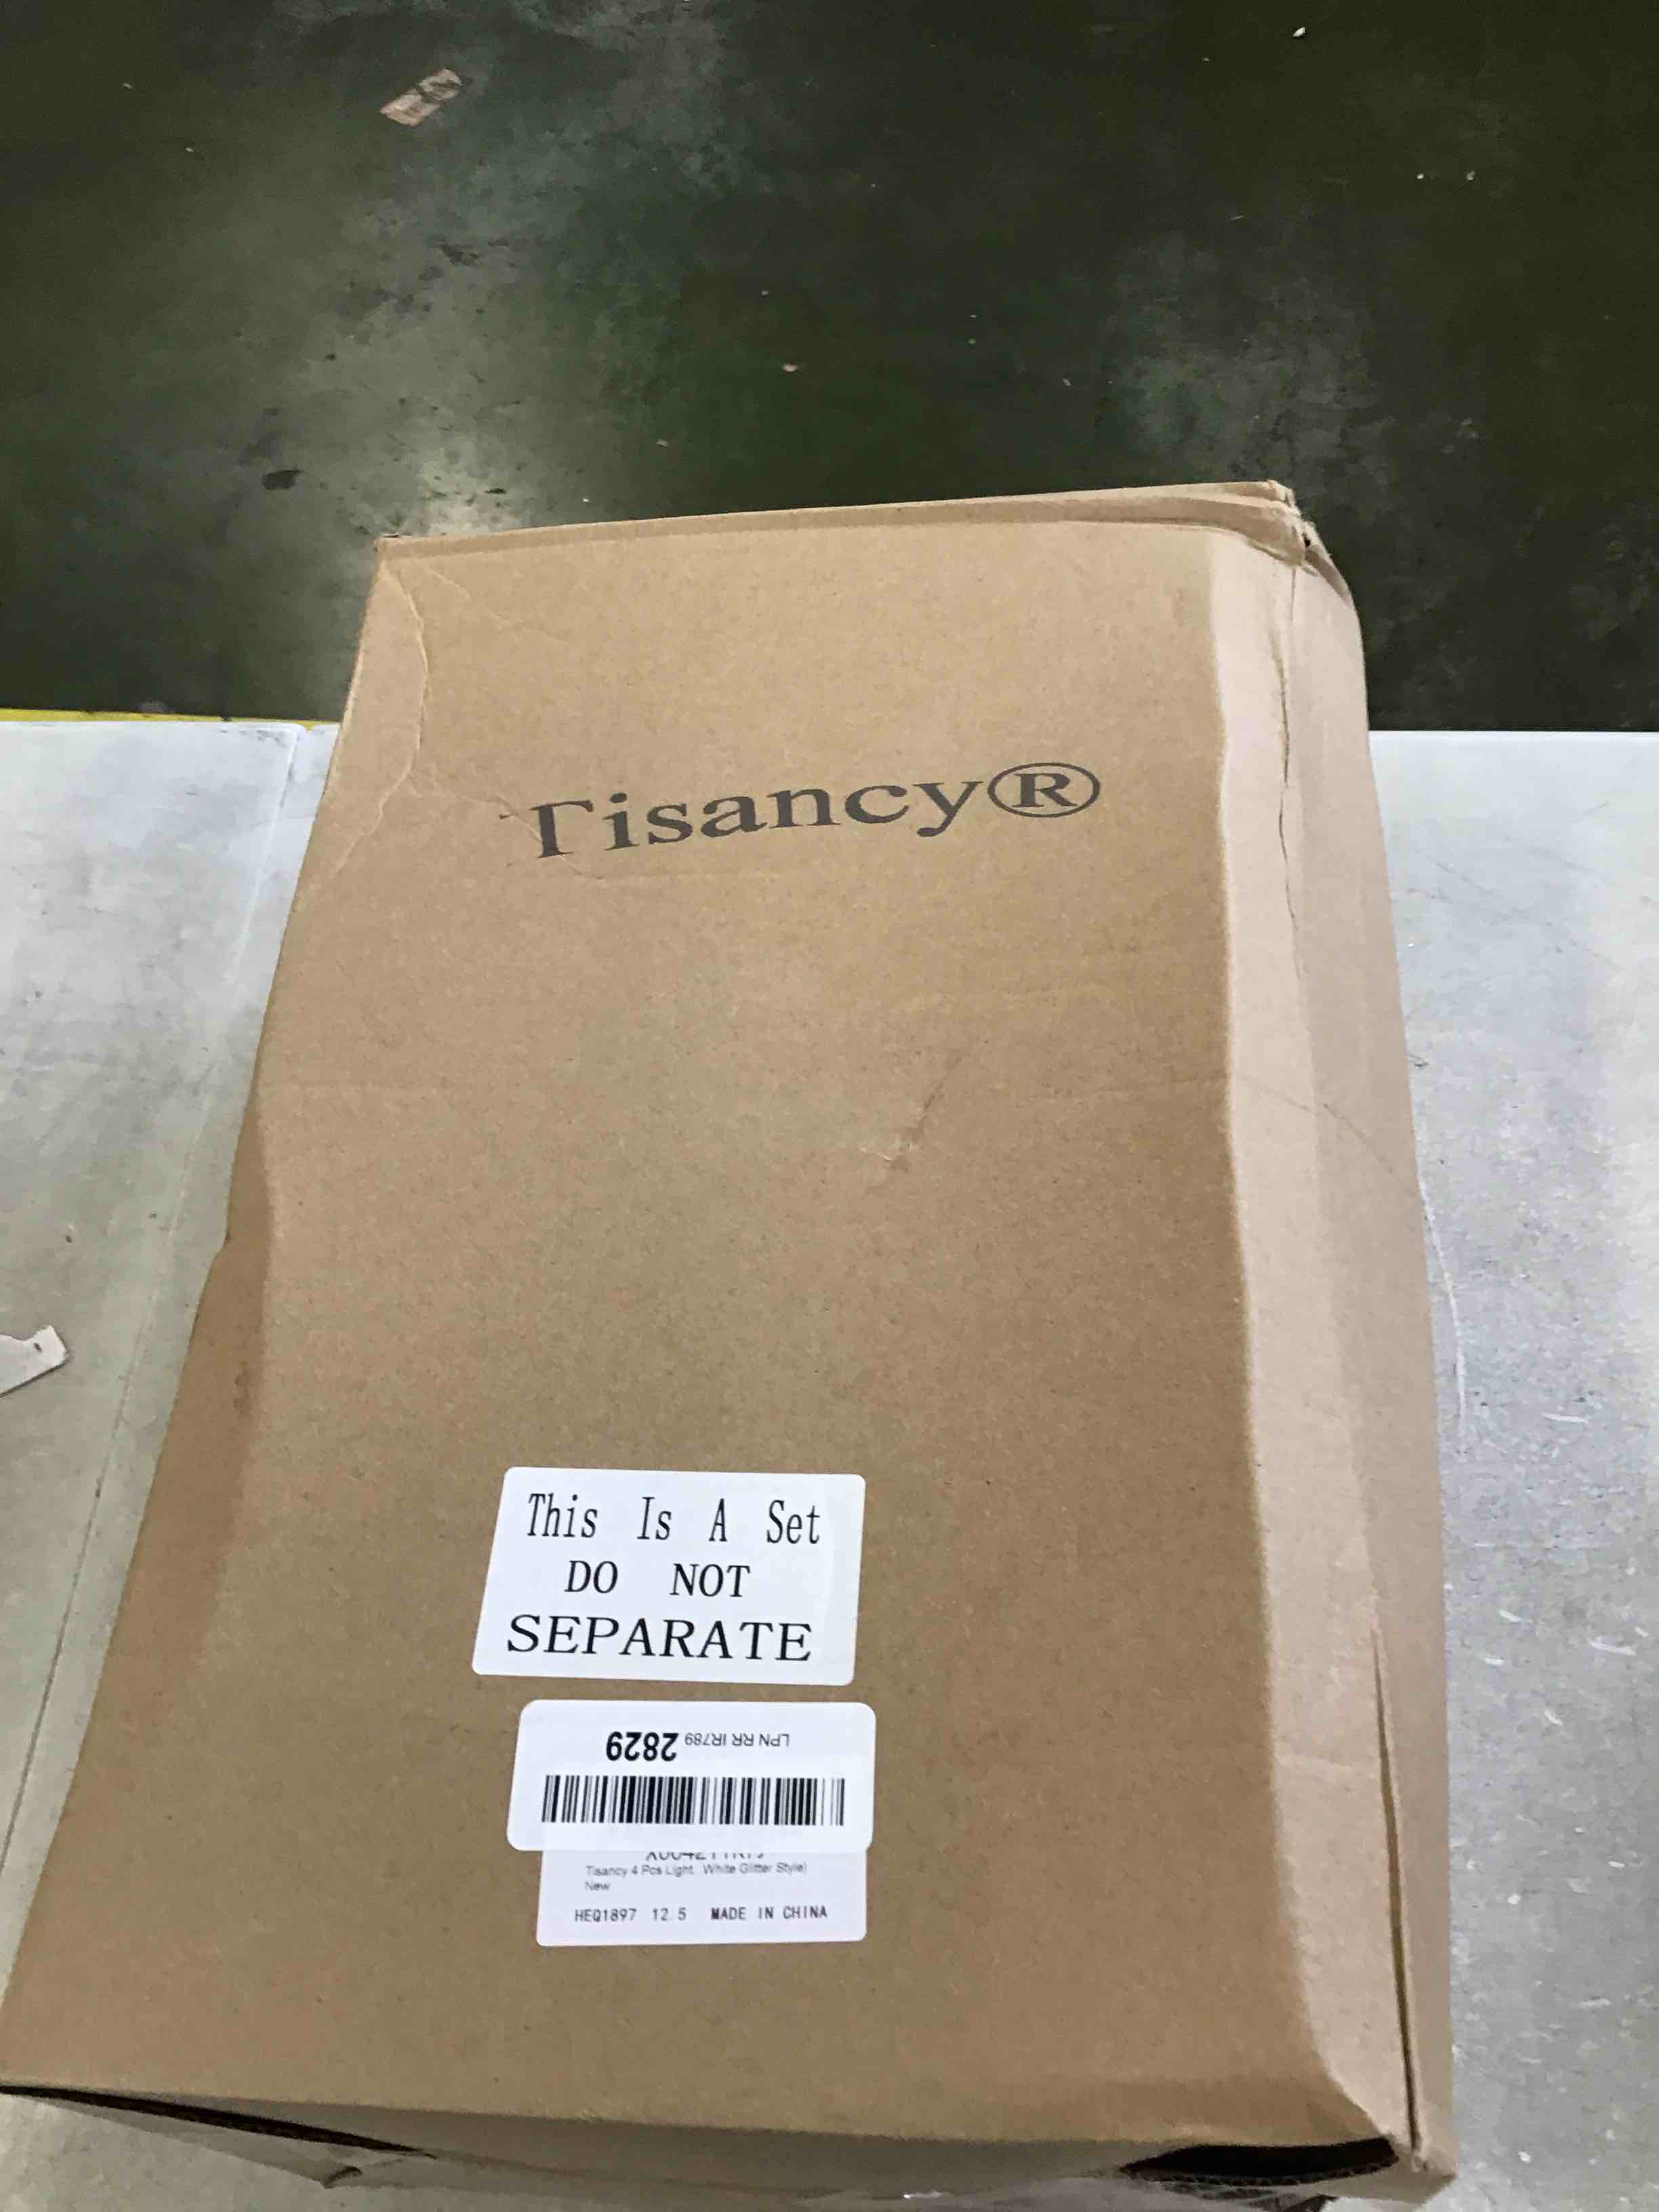 Tisancy®
This Is A Set
DO NOT
SEPARATE
LPN RR IR789 2829
Tisancy 4 Pcs Light...White Glitter Style)
New
HEQ1897 12.5 MADE IN CHINA